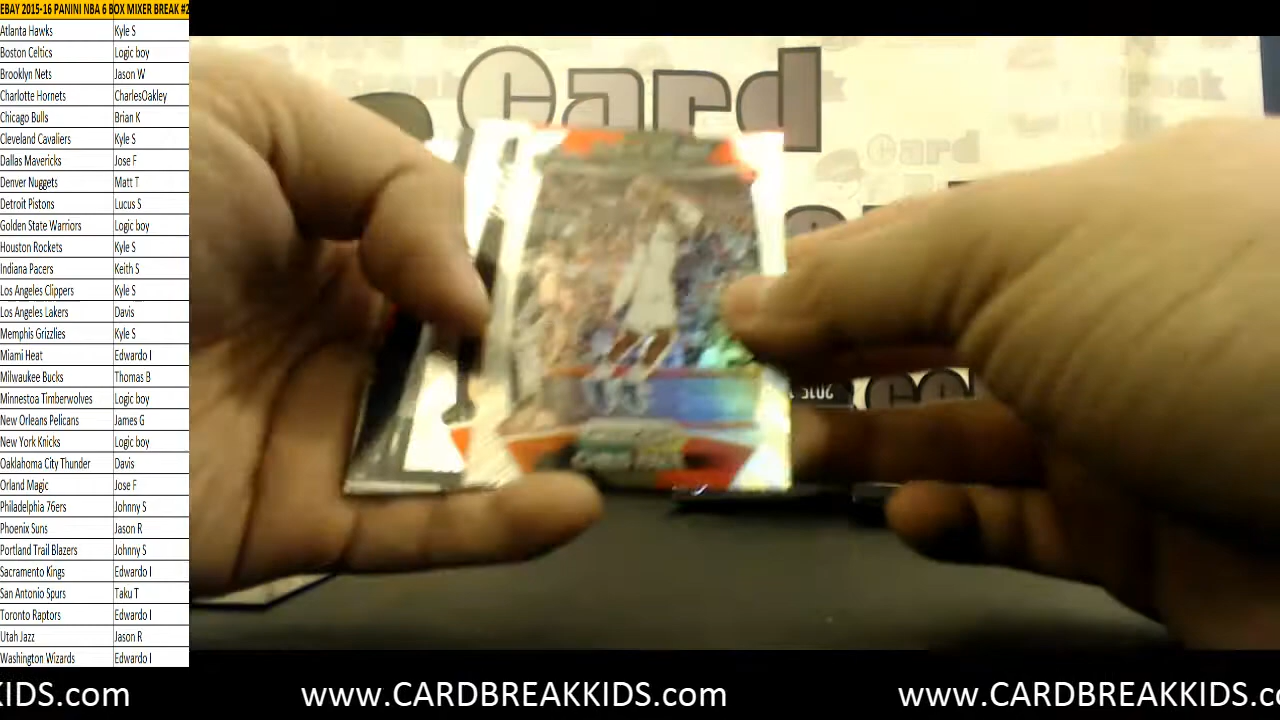 EBAY 2015-16 PANINI NBA 6 BOX MIXER BREAK #2
Atlanta Hawks Kyle S
Boston Celtics Logic boy
Brooklyn Nets Jason W
Charlotte Hornets CharlesOakley
Chicago Bulls Brian K
Cleveland Cavaliers Kyle S
Dallas Mavericks Jose F
Denver Nuggets Matt T
Detroit Pistons Lucus S
Golden State Warriors Logic boy
Houston Rockets Kyle S
Indiana Pacers Keith S
Los Angeles Clippers Kyle S
Los Angeles Lakers Davis
Memphis Grizzlies Kyle S
Miami Heat Edwardo I
Milwaukee Bucks Thomas B
Minnestoa Timberwolves Logic boy
New Orleans Pelicans James G
New York Knicks Logic boy
Oaklahoma City Thunder Davis
Orland Magic Jose F
Philadelphia 76ers Johnny S
Phoenix Suns Jason R
Portland Trail Blazers Johnny S
Sacramento Kings Edwardo I
San Antonio Spurs Taku T
Toronto Raptors Edwardo I
Utah Jazz Jason R
Washington Wizards Edwardo I
Card
Card
KIDS.com www.CARDBREAKKIDS.com www.CARDBREAKKIDS.co